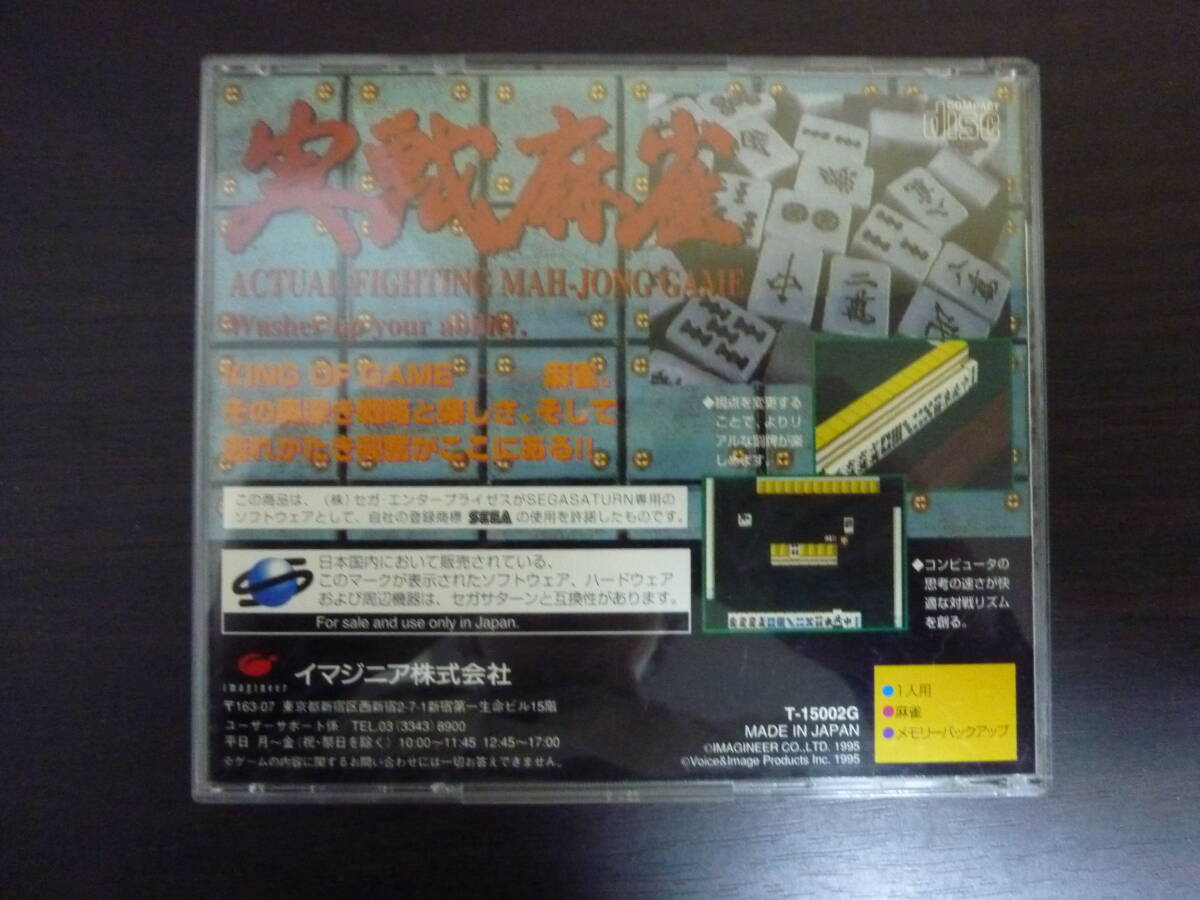 実戦麻雀
COMPACT
disc
ACTUAL FIGHTING MAH-JONG GAME
Washer up your ability.
KING OF GAME 麻雀。
その奥深き戦略と楽しさ、そして
がたき がここにある!!
◆視点を変更する
ことで、よりリ
アルな闘牌が楽
しめます。
この商品は、(株)セガ・エンタープライゼスがSEGASATURN専用の
ソフトウェアとして、自社の登録商標 SEGA の使用を許諾したものです。
日本国内において販売されている、
このマークが表示されたソフトウェア、ハードウェア
および周辺機器は、セガサターンと互換性があります。
For sale and use only in Japan.
◆コンピュータの
思考の速さが快
適な対戦リズム
を創る。
imagineer
イマジニア株式会社
〒163-07 東京都新宿区西新宿2-7-1新宿第一生命ビル15階
ユーザーサポート係 TEL.03(3343)8900
平日 月〜金(祝・祭日を除く) 10:00〜11:45 12:45〜17:00
※ゲームの内容に関するお問い合わせには一切お答えできません。
T-15002G
MADE IN JAPAN
©IMAGINEER CO.,LTD. 1995
©Voice&Image Products Inc. 1995
●1人用
●麻雀
●メモリーバックアップ